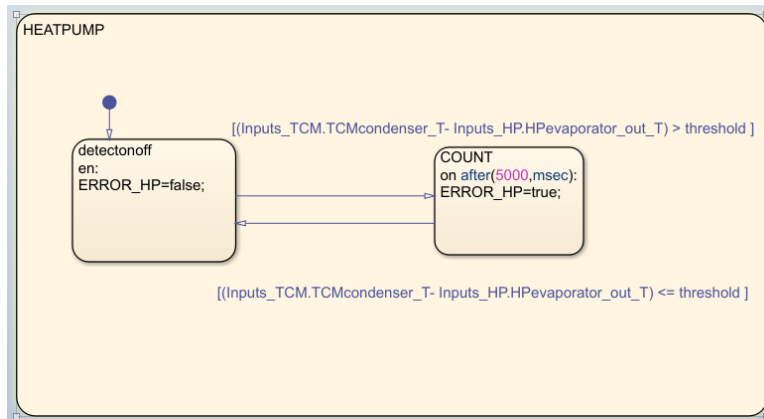 HEATPUMP
[(Inputs_TCM.TCMcondenser_T- Inputs_HP.HPevaporator_out_T) > threshold ]
detectonoff
en:
ERROR_HP=false;
COUNT
on after(5000,msec):
ERROR_HP=true;
[(Inputs_TCM.TCMcondenser_T- Inputs_HP.HPevaporator_out_T) <= threshold ]